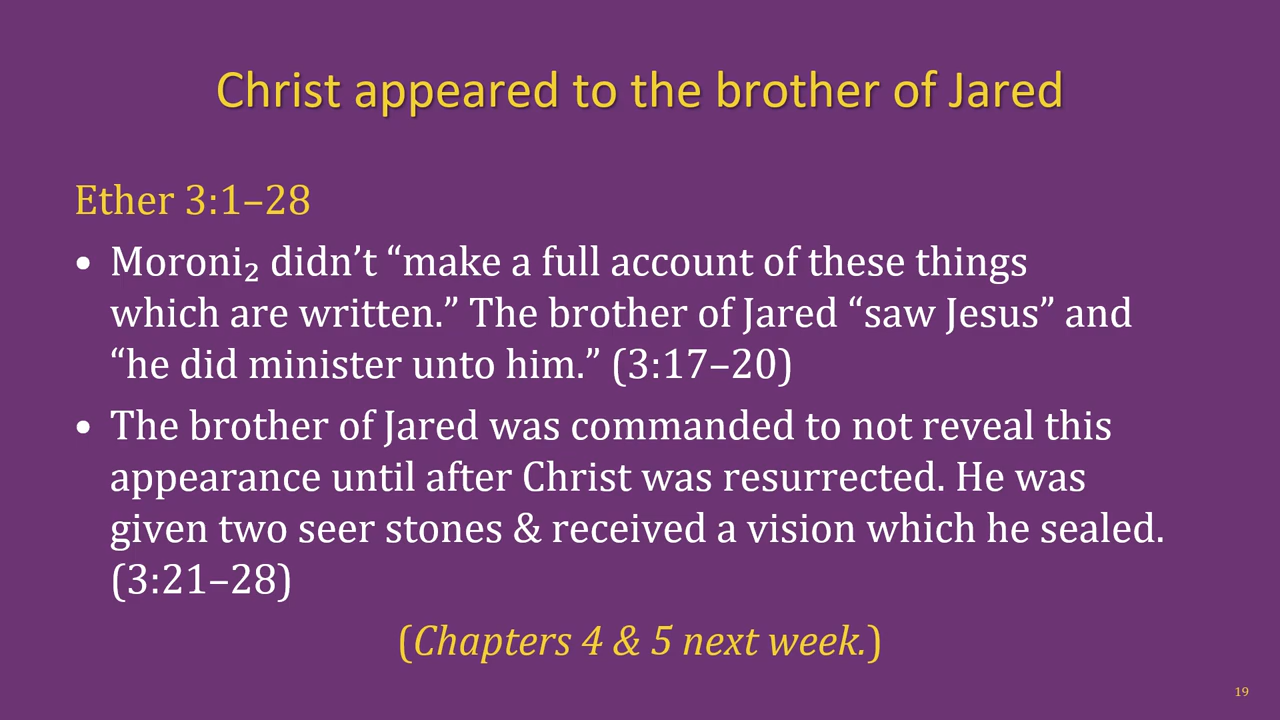 Christ appeared to the brother of Jared
Ether 3:1–28
• Moroni₂ didn’t “make a full account of these things
which are written.” The brother of Jared “saw Jesus” and
“he did minister unto him.” (3:17–20)
• The brother of Jared was commanded to not reveal this
appearance until after Christ was resurrected. He was
given two seer stones & received a vision which he sealed.
(3:21–28)
(Chapters 4 & 5 next week.)
19